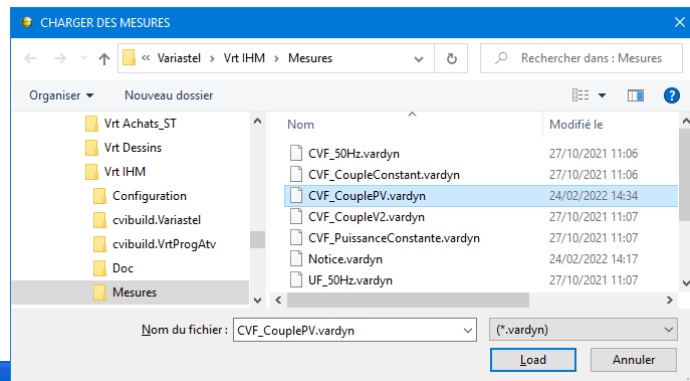 CHARGER DES MESURES
« Variastel › Vrt IHM › Mesures
Rechercher dans : Mesures
Organiser
Nouveau dossier
Vrt Achats_ST
Vrt Dessins
Vrt IHM
Configuration
cvibuild.Variastel
cvibuild.VrtProgAtv
Doc
Mesures
Nom Modifié le
CVF_50Hz.vardyn 27/10/2021 11:06
CVF_CoupleConstant.vardyn 27/10/2021 11:06
CVF_CouplePV.vardyn 24/02/2022 14:34
CVF_CoupleV2.vardyn 27/10/2021 11:07
CVF_PuissanceConstante.vardyn 27/10/2021 11:07
Notice.vardyn 24/02/2022 14:17
UF_50Hz.vardyn 27/10/2021 11:07
Nom du fichier : CVF_CouplePV.vardyn (*.vardyn)
Load Annuler